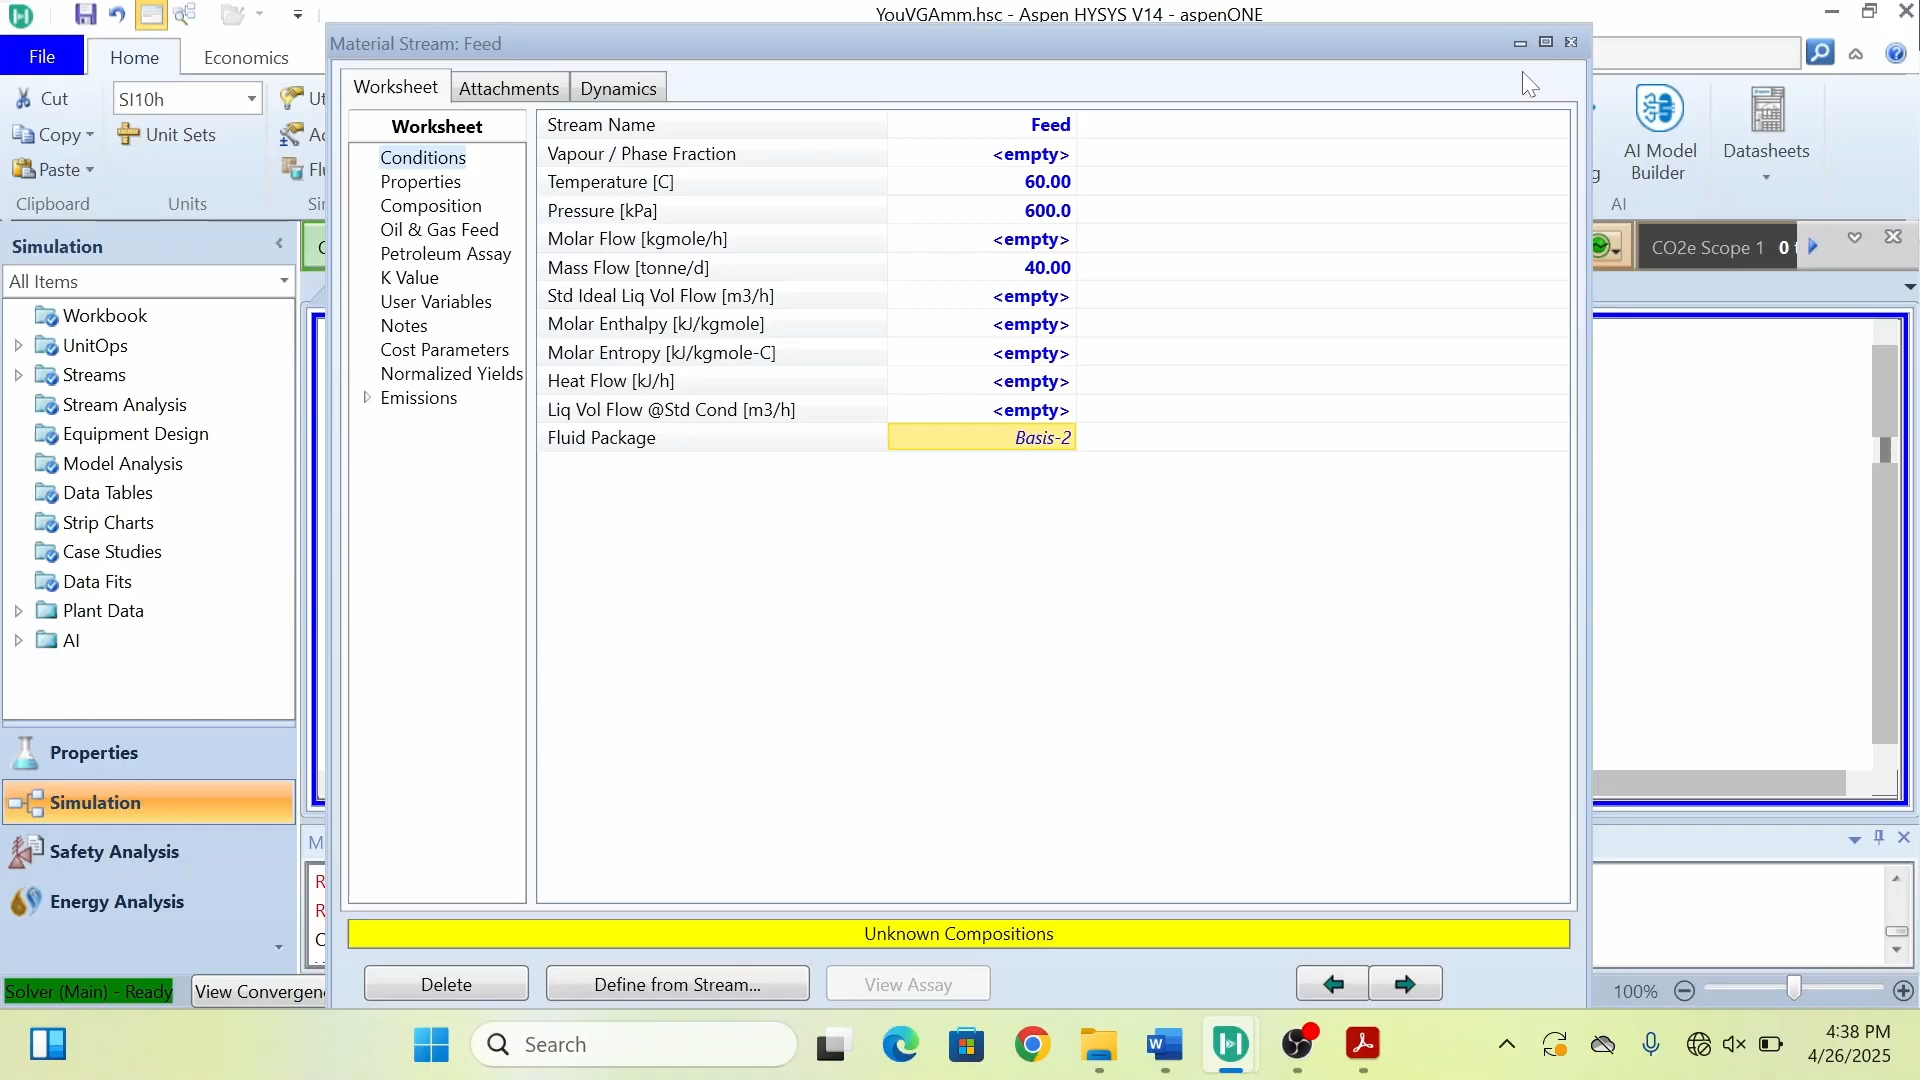 YouVGAmm.hsc - Aspen HYSYS V14 - aspenONE
File
Home
Economics
Cut
Copy
Paste
Clipboard
SI10h
Unit Sets
Units
AI Model
Builder
AI
Datasheets
Simulation
All Items
Workbook
UnitOps
Streams
Stream Analysis
Equipment Design
Model Analysis
Data Tables
Strip Charts
Case Studies
Data Fits
Plant Data
AI
Properties
Simulation
Safety Analysis
Energy Analysis
Solver (Main) - Ready
View Convergen
Material Stream: Feed
Worksheet
Attachments
Dynamics
Worksheet
Conditions
Properties
Composition
Oil & Gas Feed
Petroleum Assay
K Value
User Variables
Notes
Cost Parameters
Normalized Yields
Emissions
Stream Name Feed
Vapour / Phase Fraction <empty>
Temperature [C] 60.00
Pressure [kPa] 600.0
Molar Flow [kgmole/h] <empty>
Mass Flow [tonne/d] 40.00
Std Ideal Liq Vol Flow [m3/h] <empty>
Molar Enthalpy [kJ/kgmole] <empty>
Molar Entropy [kJ/kgmole-C] <empty>
Heat Flow [kJ/h] <empty>
Liq Vol Flow @Std Cond [m3/h] <empty>
Fluid Package Basis-2
Unknown Compositions
Delete
Define from Stream...
View Assay
CO2e Scope 1 0
100%
Search
4:38 PM
4/26/2025